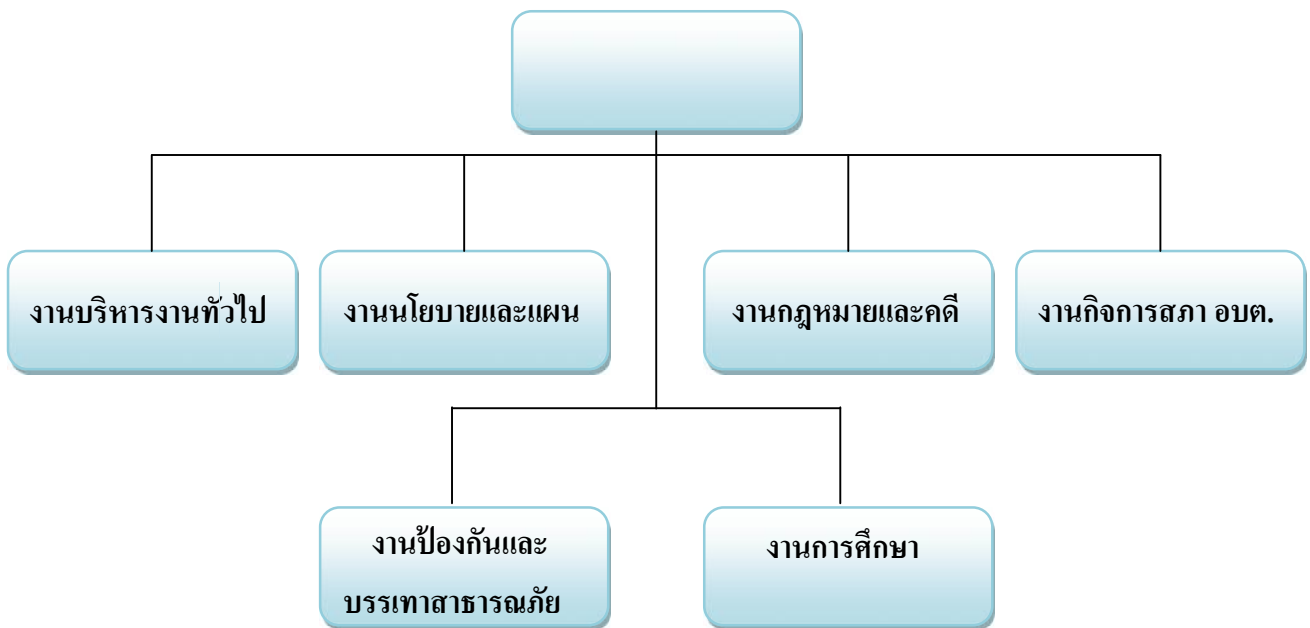 งานบริหารงานทั่วไป
งานนโยบายและแผน
งานกฎหมายและคดี
งานกิจการสภา อบต.
งานป้องกันและ
บรรเทาสาธารณภัย
งานการศึกษา